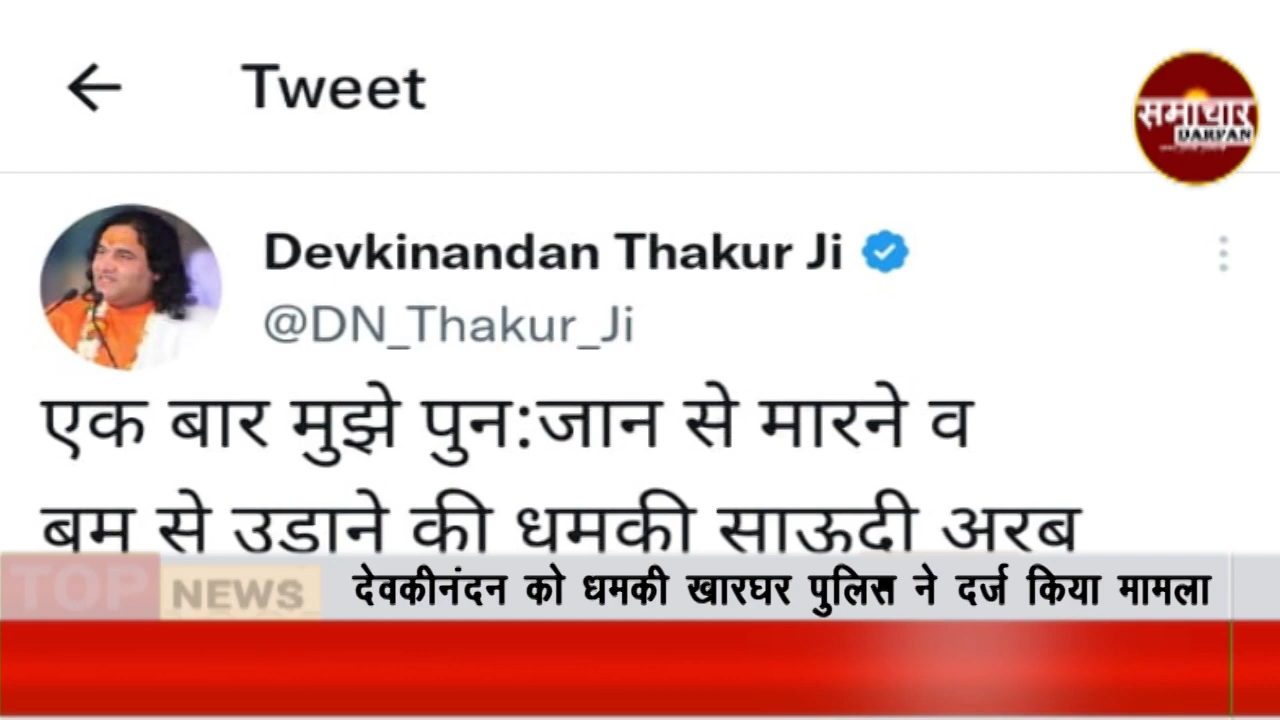 Tweet
समाचार
DARPAN
Devkinandan Thakur Ji
@DN_Thakur_Ji
एक बार मुझे पुन:जान से मारने व
बम से उडाने की धमकी साऊदी अरब
TOP
NEWS
देवकीनंदन को धमकी खारघर पुलिस ने दर्ज किया मामला